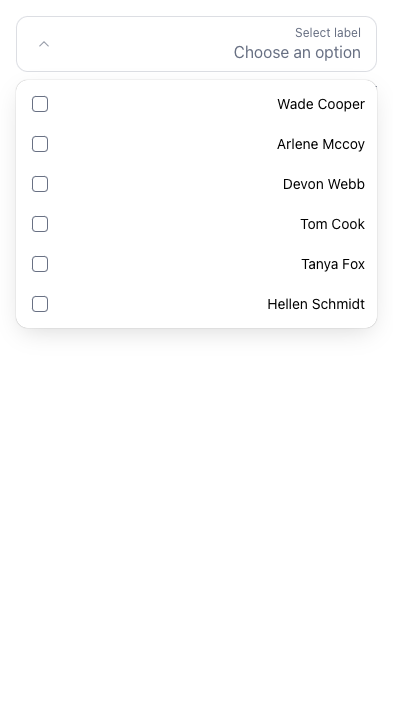 Select label
Choose an option
Wade Cooper
Arlene Mccoy
Devon Webb
Tom Cook
Tanya Fox
Hellen Schmidt